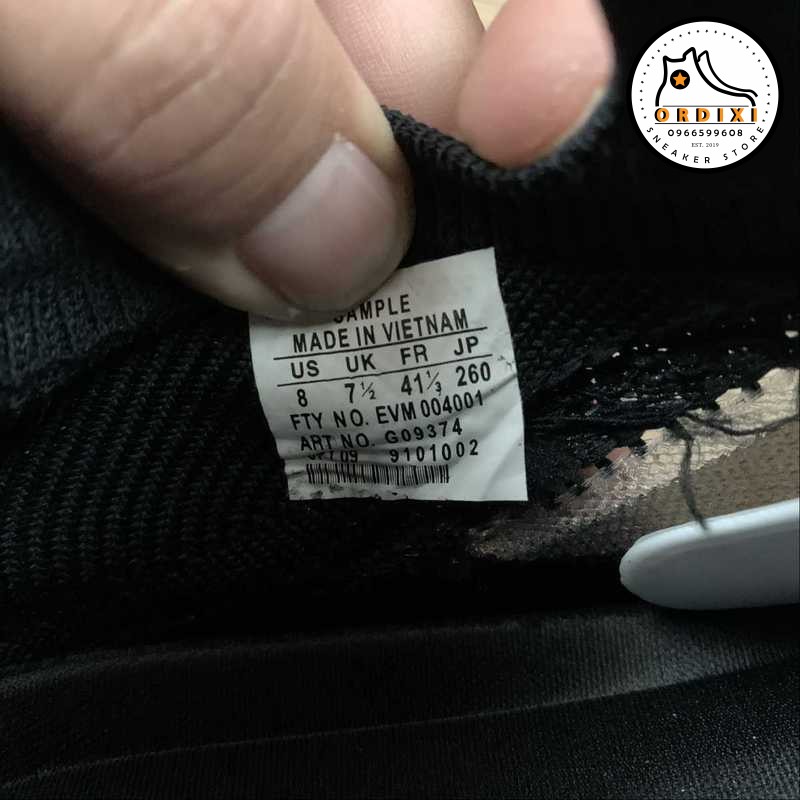 ORDIXI
0966599608
SNEAKER STORE
EST. 2019
SAMPLE
MADE IN VIETNAM
US UK FR JP
8 7½ 41⅓ 260
FTY NO. EVM 004001
ART NO. G09374
09 9101002